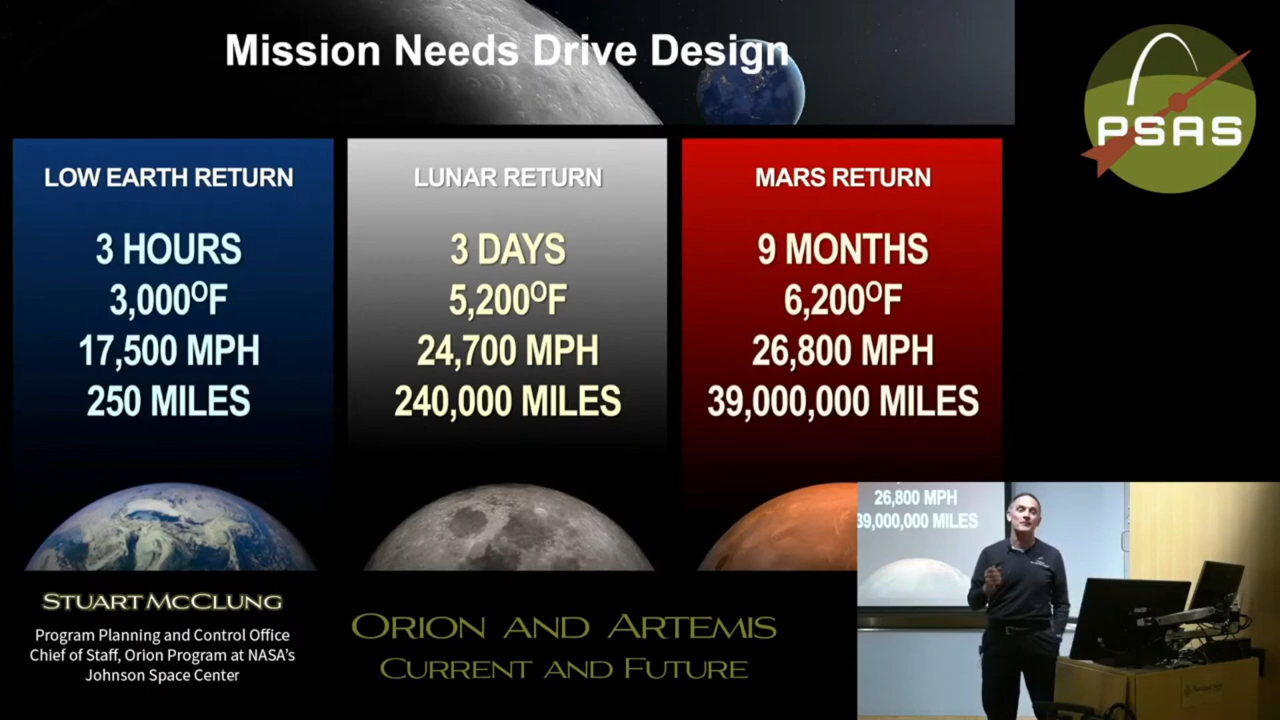 Mission Needs Drive Design
PSAS
LOW EARTH RETURN
3 HOURS
3,000ºF
17,500 MPH
250 MILES
LUNAR RETURN
3 DAYS
5,200ºF
24,700 MPH
240,000 MILES
MARS RETURN
9 MONTHS
6,200ºF
26,800 MPH
39,000,000 MILES
26,800 MPH
39,000,000 MILES
STUART MCCLUNG
Program Planning and Control Office
Chief of Staff, Orion Program at NASA's
Johnson Space Center
ORION AND ARTEMIS
CURRENT AND FUTURE